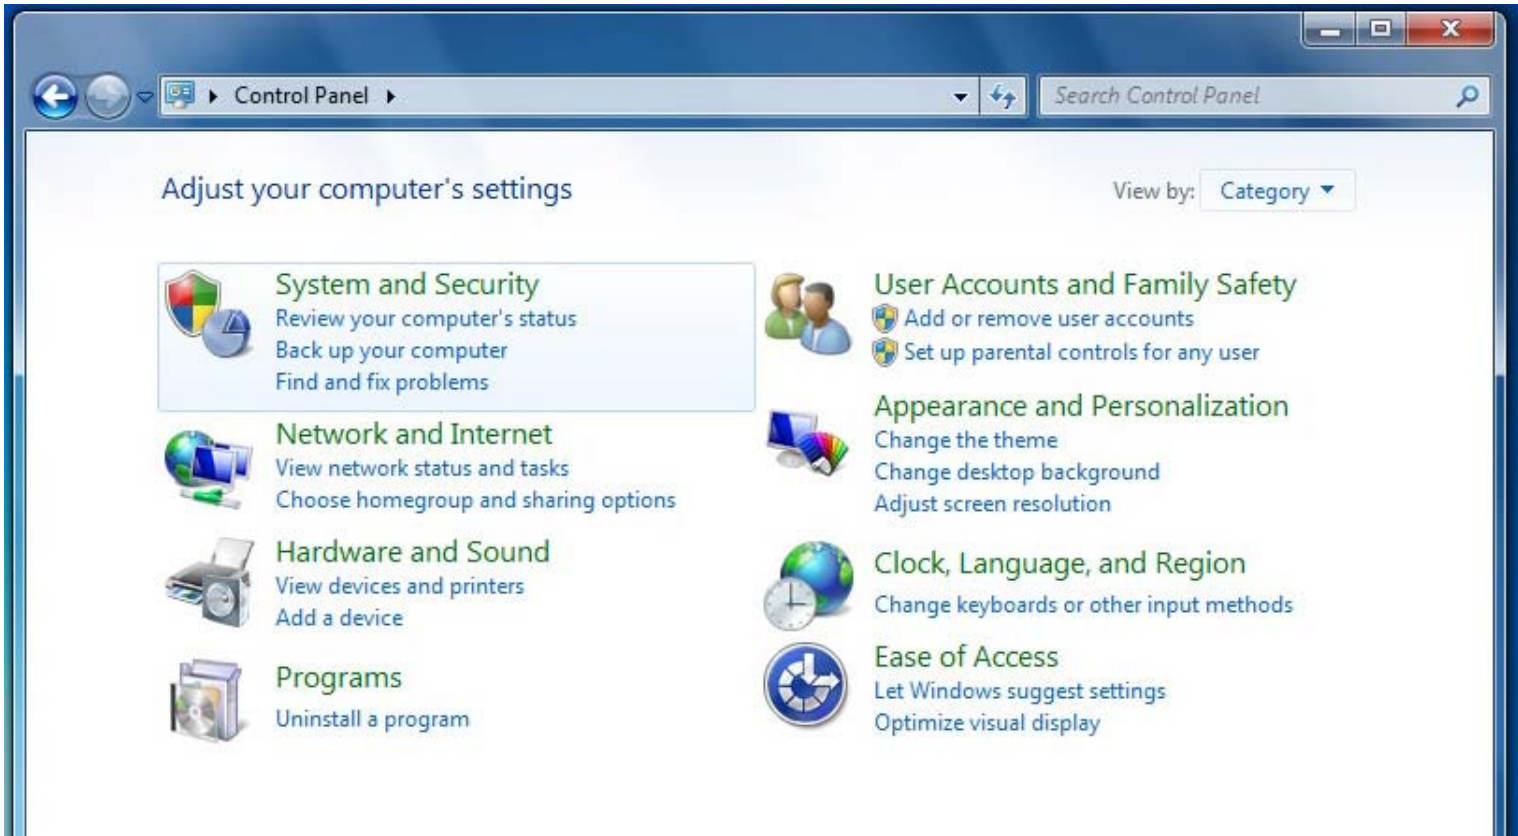 Control Panel
Search Control Panel
Adjust your computer's settings
View by: Category
System and Security
Review your computer's status
Back up your computer
Find and fix problems
Network and Internet
View network status and tasks
Choose homegroup and sharing options
Hardware and Sound
View devices and printers
Add a device
Programs
Uninstall a program
User Accounts and Family Safety
Add or remove user accounts
Set up parental controls for any user
Appearance and Personalization
Change the theme
Change desktop background
Adjust screen resolution
Clock, Language, and Region
Change keyboards or other input methods
Ease of Access
Let Windows suggest settings
Optimize visual display